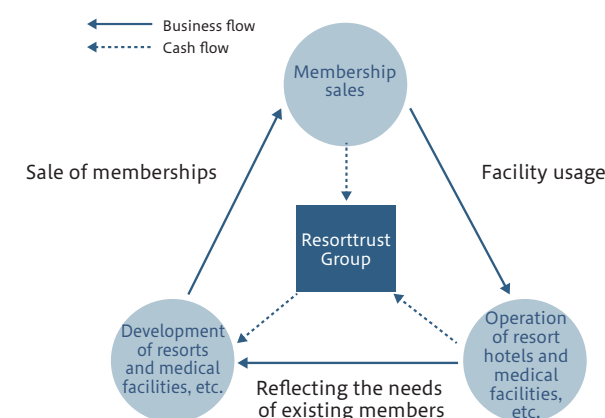 Business flow
Cash flow
Membership
sales
Sale of memberships
Facility usage
Resorttrust
Group
Development
of resorts
and medical
facilities, etc.
Operation
of resort
hotels and
medical
facilities,
etc.
Reflecting the needs
of existing members